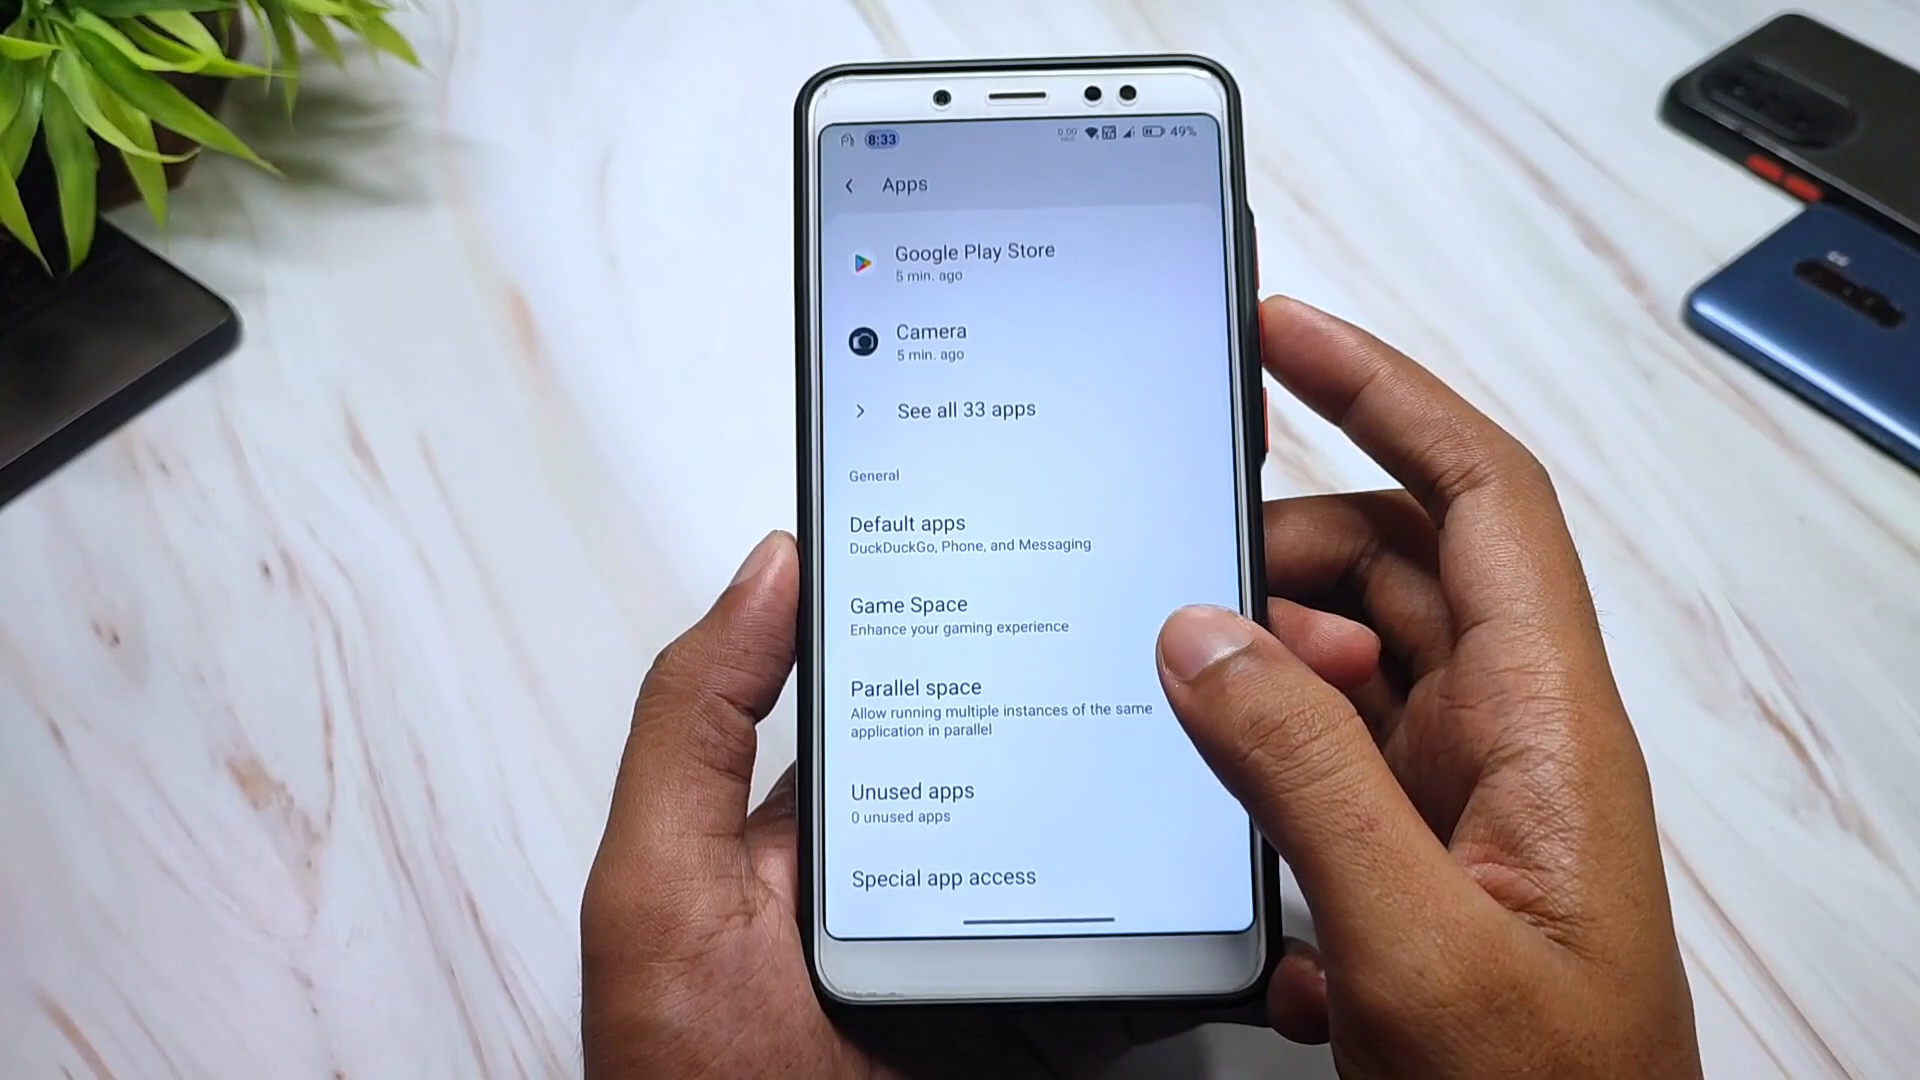 8:33
0.00
49%
Apps
Google Play Store
5 min. ago
Camera
5 min. ago
See all 33 apps
General
Default apps
DuckDuckGo, Phone, and Messaging
Game Space
Enhance your gaming experience
Parallel space
Allow running multiple instances of the same
application in parallel
Unused apps
0 unused apps
Special app access